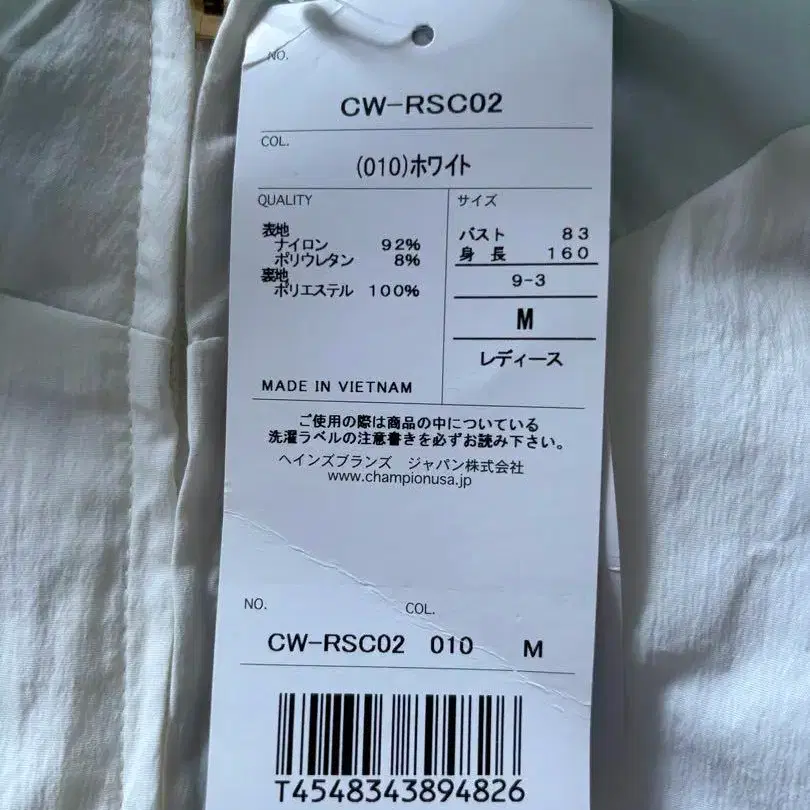 NO.
CW-RSC02
COL.
(010)ホワイト
QUALITY
表地
ナイロン 92%
ポリウレタン 8%
裏地
ポリエステル 100%
MADE IN VIETNAM
サイズ
バスト 83
身長 160
9-3
M
レディース
ご使用の際は商品の中についている
洗濯ラベルの注意書きを必ずお読み下さい。
ヘインズブランズ ジャパン株式会社
www.championusa.jp
NO. COL.
CW-RSC02 010 M
T4548343894826